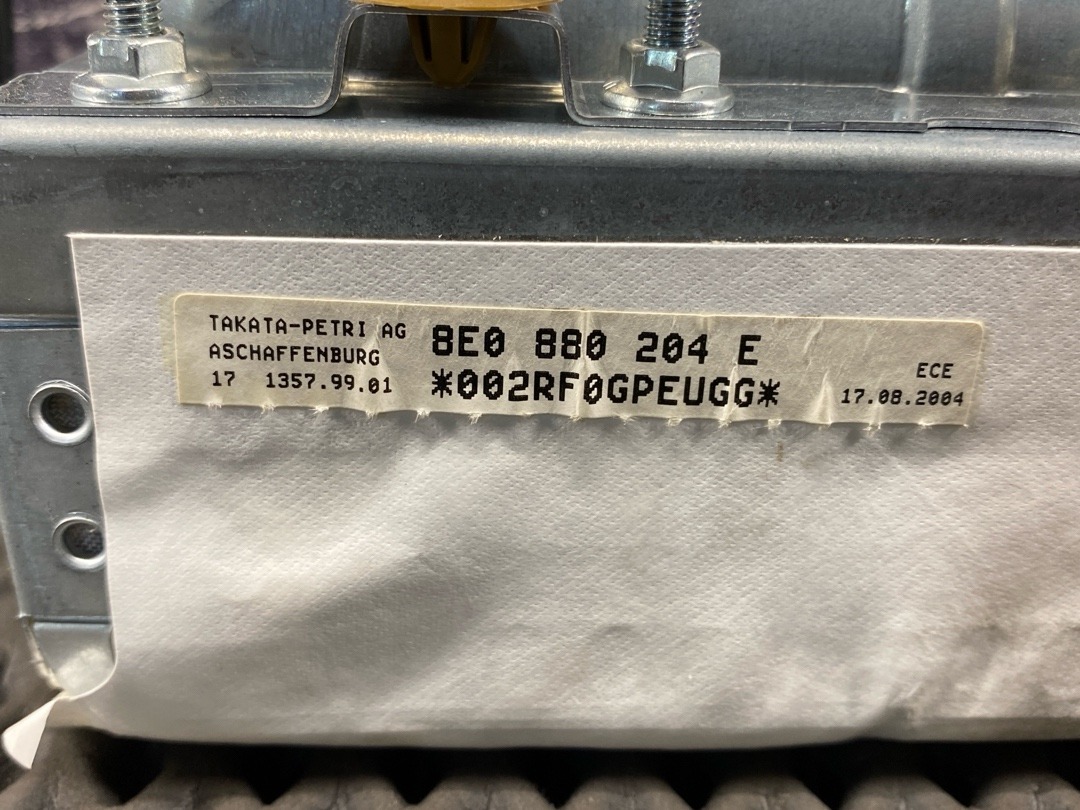 TAKATA-PETRI AG
ASCHAFFENBURG
17 1357.99.01
8E0 880 204 E
*002RF0GPEUGG*
ECE
17.08.2004